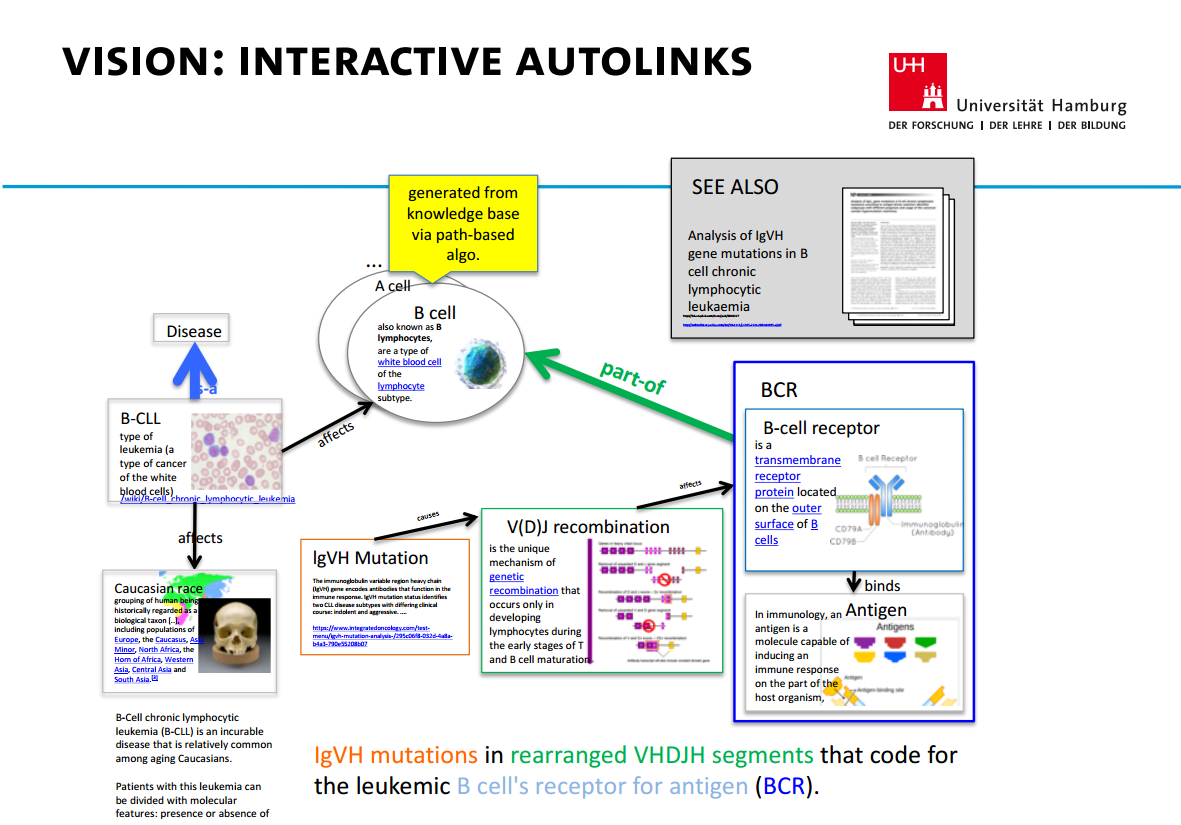 VISION: INTERACTIVE AUTOLINKS
UHH
Universität Hamburg
DER FORSCHUNG | DER LEHRE | DER BILDUNG
generated from
knowledge base
via path-based
algo.
SEE ALSO
Analysis of IgVH
gene mutations in B
cell chronic
lymphocytic
leukaemia
...
A cell
B cell
also known as B
lymphocytes,
are a type of
white blood cell
of the
lymphocyte
subtype.
Disease
s-a
B-CLL
type of
leukemia (a
type of cancer
of the white
blood cells)
/wiki/B-cell_chronic_lymphocytic_leukemia
affects
affects
part-of
BCR
B-cell receptor
is a
transmembrane
receptor
protein located
on the outer
surface of B
cells
B cell Receptor
CD79A
CD79B
Immunoglobulin
(Antibody)
affects
causes
binds
V(D)J recombination
is the unique
mechanism of
genetic
recombination that
occurs only in
developing
lymphocytes during
the early stages of T
and B cell maturation
IgVH Mutation
The immunoglobulin variable region heavy chain
(IgVH) gene encodes antibodies that function in the
immune response. IgVH mutation status identifies
two CLL disease subtypes with differing clinical
course: indolent and aggressive. ....
https://www.integratedoncology.com/test-
menu/igvh-mutation-analysis-/295c06f8-032d-4a8a-
b4a3-790e55208b07
Caucasian race
grouping of human being
historically regarded as a
biological taxon [..],
including populations of
Europe, the Caucasus, Asia
Minor, North Africa, the
Horn of Africa, Western
Asia, Central Asia and
South Asia.[3]
Antigen
In immunology, an
antigen is a
molecule capable of
inducing an
immune response
on the part of the
host organism,
Antigens
Antigen
Antigen-binding site
B-Cell chronic lymphocytic
leukemia (B-CLL) is an incurable
disease that is relatively common
among aging Caucasians.
Patients with this leukemia can
be divided with molecular
features: presence or absence of
IgVH mutations in rearranged VHDJH segments that code for
the leukemic B cell's receptor for antigen (BCR).